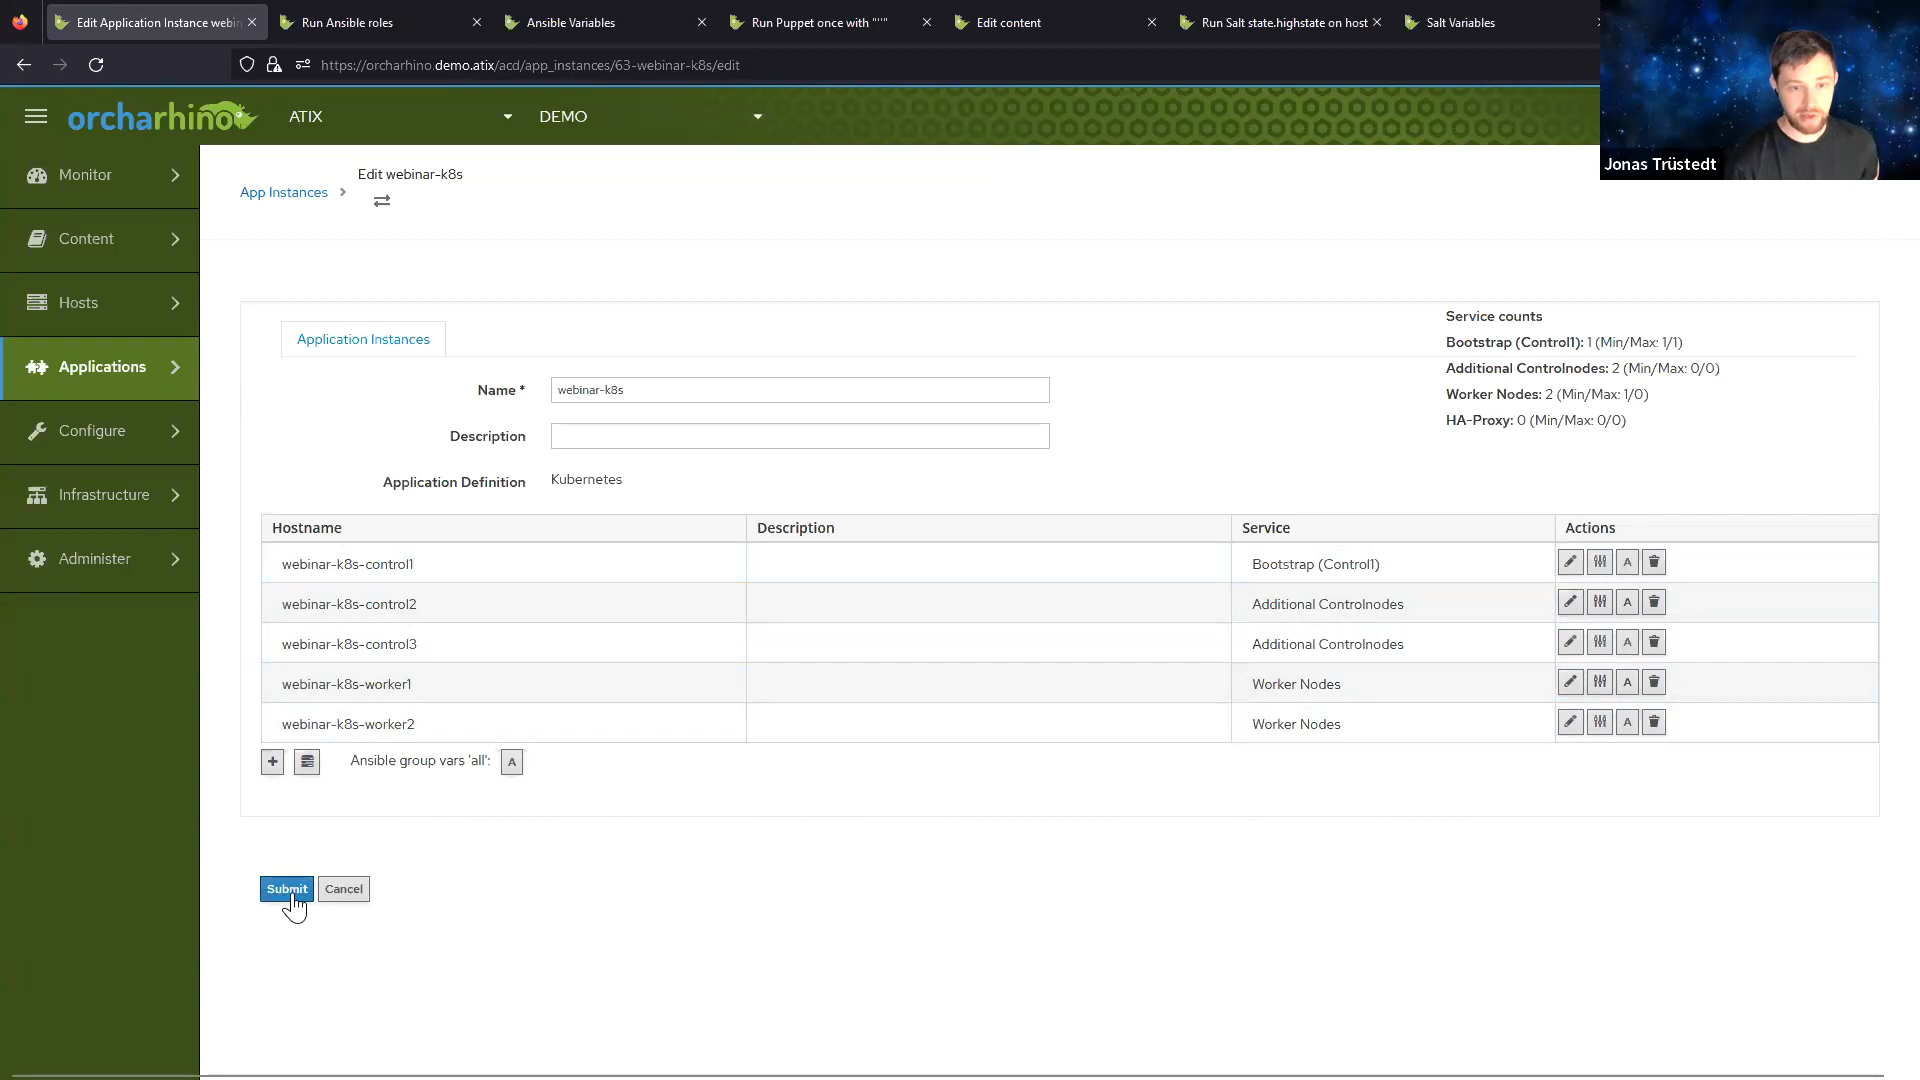 Edit Application Instance webin
Run Ansible roles
Ansible Variables
Run Puppet once with "''"
Edit content
Run Salt state.highstate on host
Salt Variables
https://orcharhino.demo.atix/acd/app_instances/63-webinar-k8s/edit
orcharhino
ATIX
DEMO
Jonas Trüstedt
Monitor
Content
Hosts
Applications
Configure
Infrastructure
Administer
App Instances
Edit webinar-k8s
Application Instances
Name *
webinar-k8s
Description
Application Definition
Kubernetes
Service counts
Bootstrap (Control1): 1 (Min/Max: 1/1)
Additional Controlnodes: 2 (Min/Max: 0/0)
Worker Nodes: 2 (Min/Max: 1/0)
HA-Proxy: 0 (Min/Max: 0/0)
Hostname Description Service Actions
webinar-k8s-control1 Bootstrap (Control1) A
webinar-k8s-control2 Additional Controlnodes A
webinar-k8s-control3 Additional Controlnodes A
webinar-k8s-worker1 Worker Nodes A
webinar-k8s-worker2 Worker Nodes A
Ansible group vars 'all': A
Submit Cancel